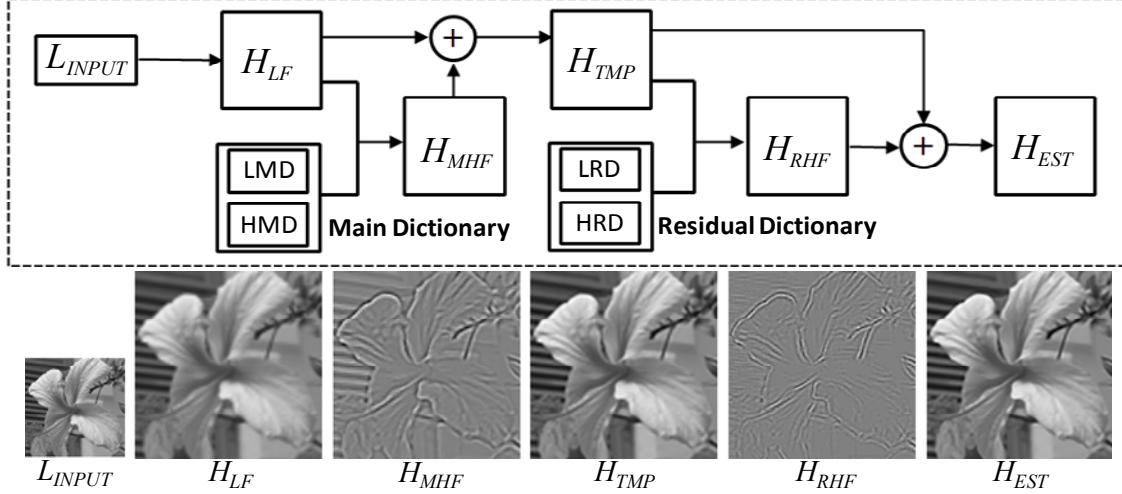 L_INPUT
H_LF
+
H_TMP
+
H_MHF
H_RHF
H_EST
LMD
HMD
Main Dictionary
LRD
HRD
Residual Dictionary
L_INPUT H_LF H_MHF H_TMP H_RHF H_EST